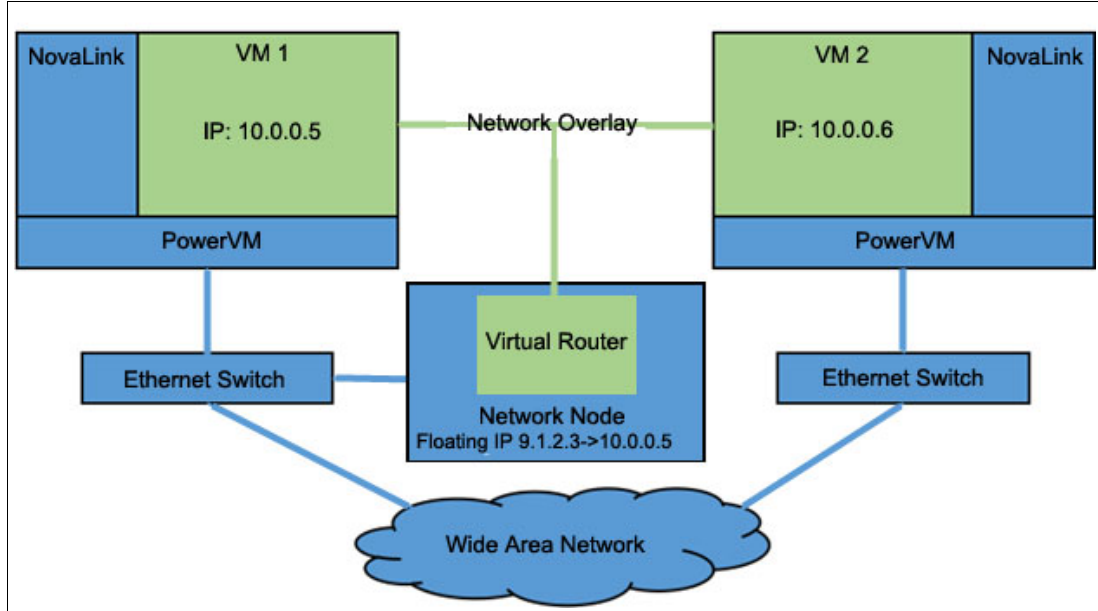 NovaLink
VM 1
VM 2
NovaLink
IP: 10.0.0.5
Network Overlay
IP: 10.0.0.6
PowerVM
PowerVM
Virtual Router
Ethernet Switch
Ethernet Switch
Network Node
Floating IP 9.1.2.3->10.0.0.5
Wide Area Network